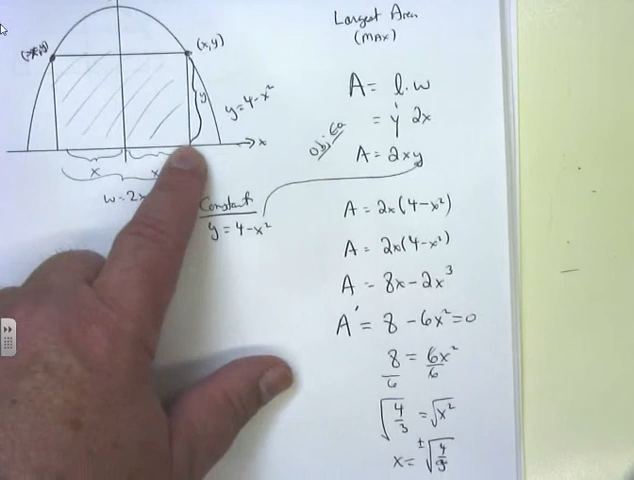 Largest Area
(MAX)
(-x,y)
(x,y)
y
y=4-x²
x
x
x
w=2x
A = l·w
= y 2x
Obj Eq
A = 2xy
Constant
y = 4-x²
A = 2x(4-x²)
A = 2x(4-x²)
A = 8x-2x³
A' = 8-6x²=0
8/6 = 6x²/6
√4/3 = √x²
x= ±√4/3